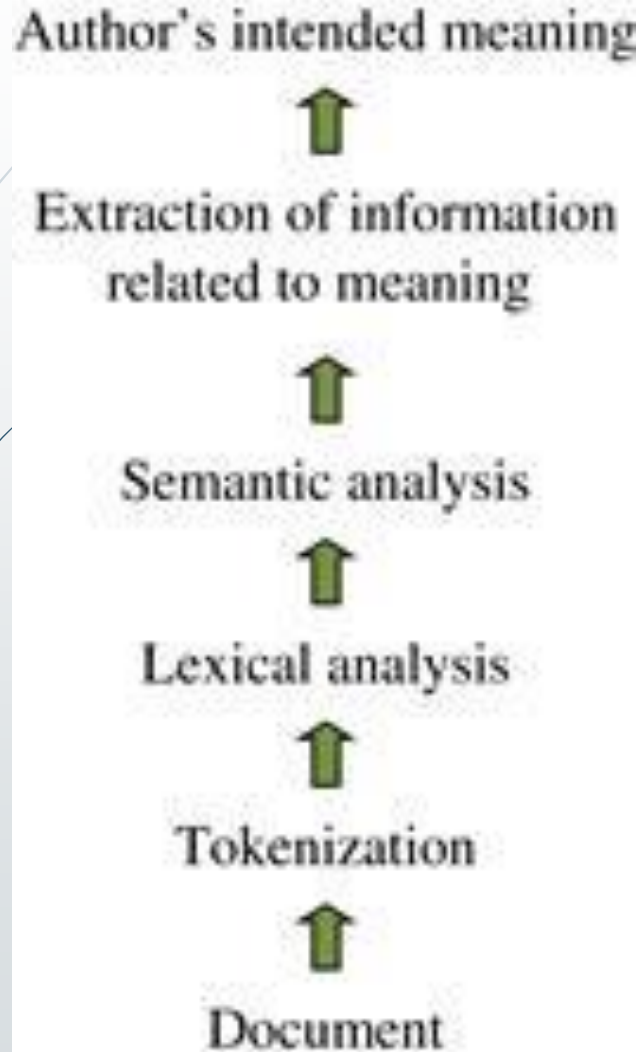 Author's intended meaning
Extraction of information
related to meaning
Semantic analysis
Lexical analysis
Tokenization
Document